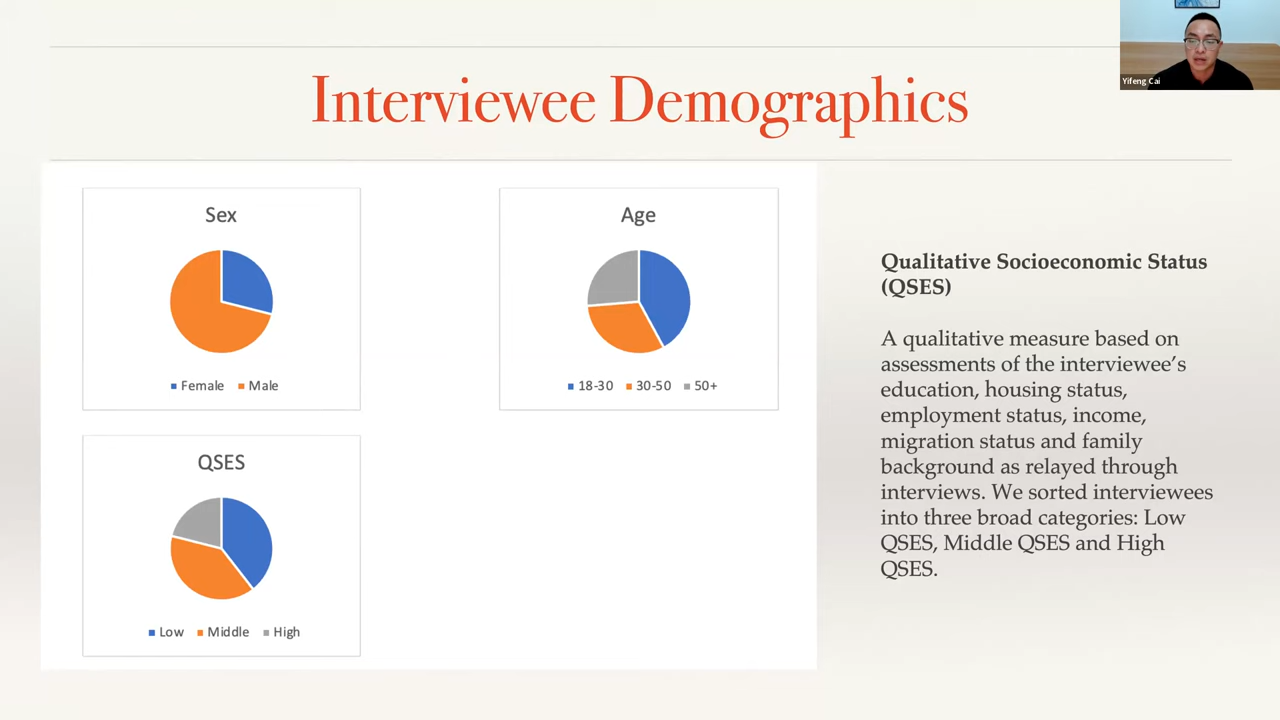 Yifeng Cai
Interviewee Demographics
Sex
Female Male
Age
18-30 30-50 50+
QSES
Low Middle High
Qualitative Socioeconomic Status
(QSES)
A qualitative measure based on
assessments of the interviewee’s
education, housing status,
employment status, income,
migration status and family
background as relayed through
interviews. We sorted interviewees
into three broad categories: Low
QSES, Middle QSES and High
QSES.